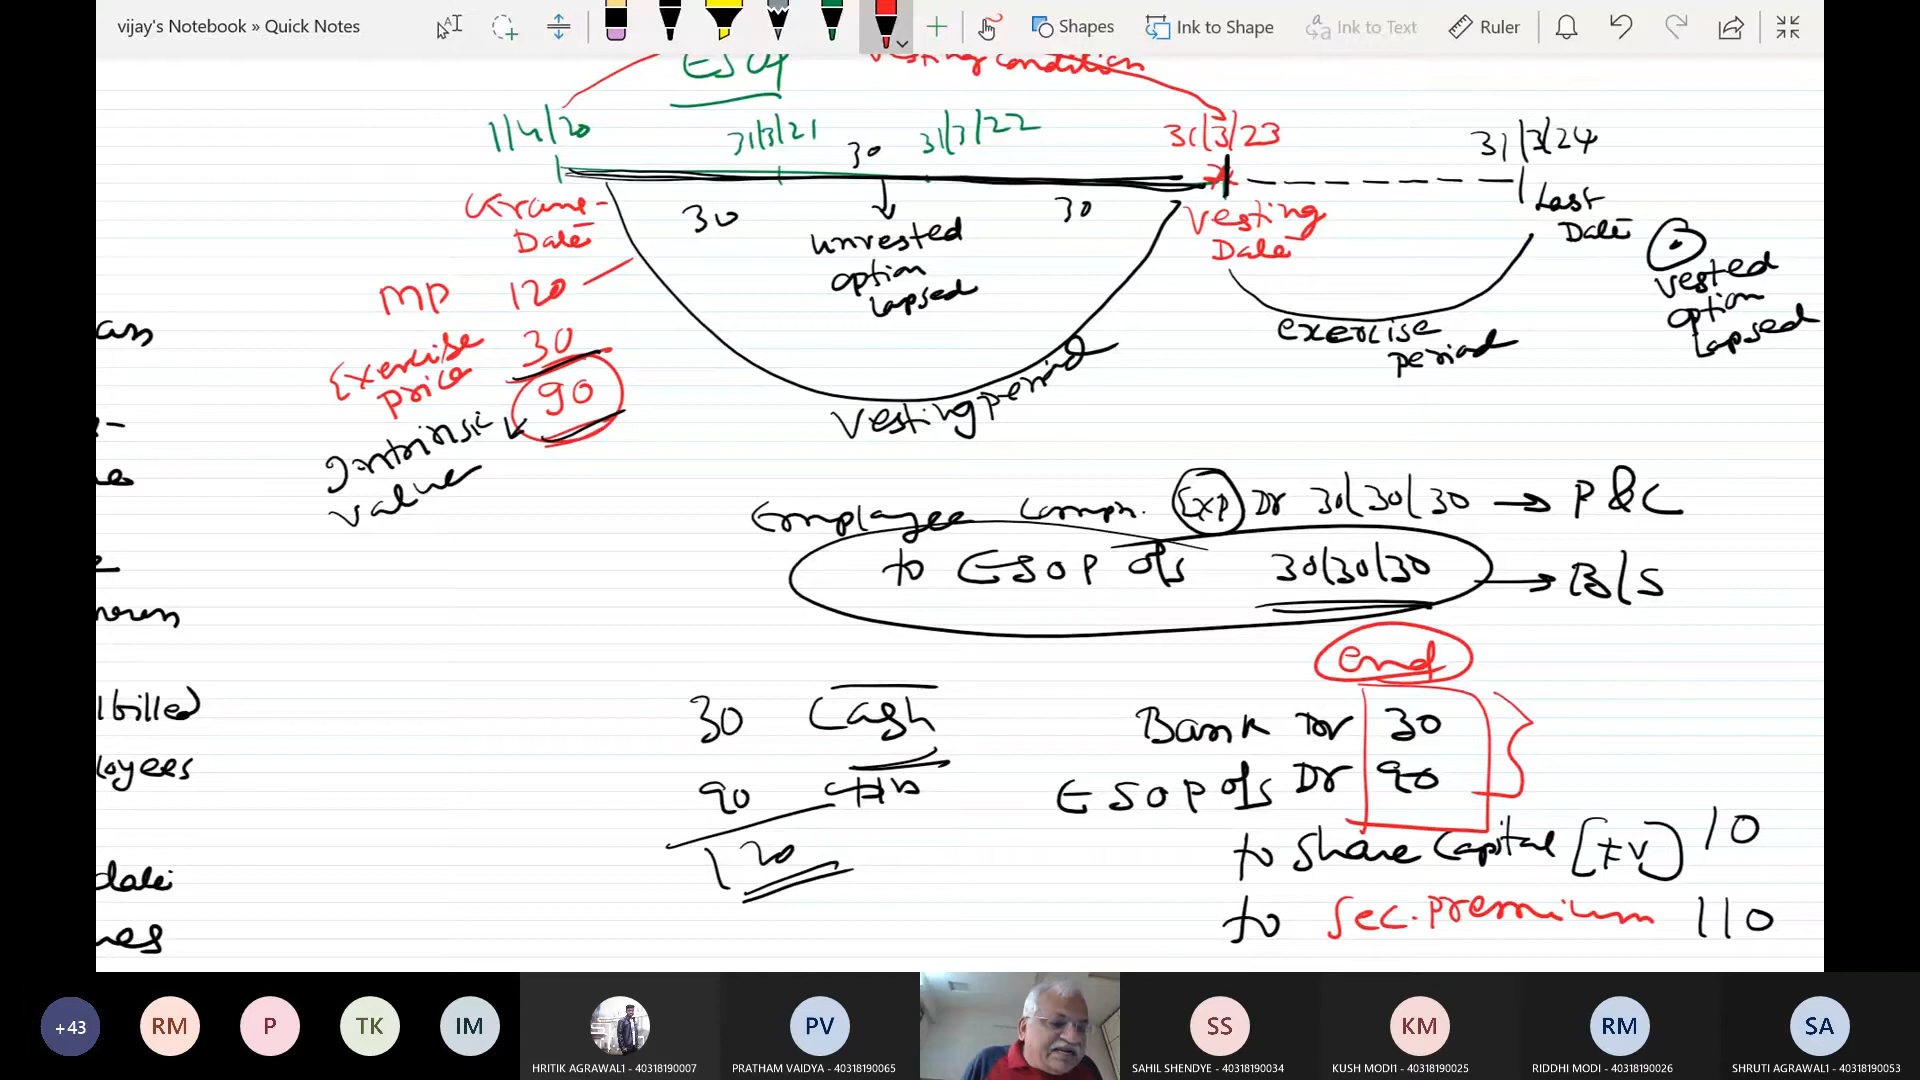 vijay's Notebook » Quick Notes
Shapes
Ink to Shape
Ink to Text
Ruler
ESOP
Vesting condition
1/4/20
31/3/21
30
31/3/22
31/3/23
31/3/24
Grant
Date
30
unvested
option
lapsed
30
Vesting
Date
Last
Date
vested
option
lapsed
MP 120
Exercise
price
30
90
Intrinsic
value
Vesting period
exercise
period
Employee Compn. Exp Dr 30/30/30 → P & L
to ESOP o/s 30/30/30 → B/S
end
30 Cash
90
120
Bank Dr 30
ESOP o/s Dr 90
to Share Capital [FV] 10
to Sec. premium 110
+43
RM
P
TK
IM
HRITIK AGRAWAL1 - 40318190007
PV
PRATHAM VAIDYA - 40318190065
SS
SAHIL SHENDYE - 40318190034
KM
KUSH MODI1 - 40318190025
RM
RIDDHI MODI - 40318190026
SA
SHRUTI AGRAWAL1 - 40318190053